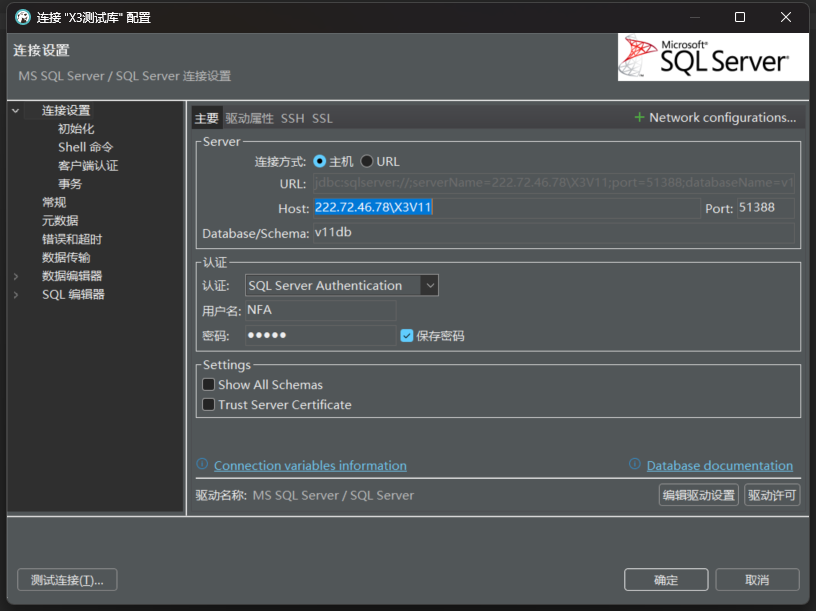 连接 "X3测试库" 配置
连接设置
MS SQL Server / SQL Server 连接设置
Microsoft®
SQL Server®
连接设置
初始化
Shell 命令
客户端认证
事务
常规
元数据
错误和超时
数据传输
数据编辑器
SQL 编辑器
主要 驱动属性 SSH SSL
+ Network configurations...
Server
连接方式: 主机 URL
URL: jdbc:sqlserver://;serverName=222.72.46.78\X3V11;port=51388;databaseName=v1
Host: 222.72.46.78\X3V11 Port: 51388
Database/Schema: v11db
认证
认证: SQL Server Authentication
用户名: NFA
密码: ●●●●● 保存密码
Settings
Show All Schemas
Trust Server Certificate
Connection variables information Database documentation
驱动名称: MS SQL Server / SQL Server 编辑驱动设置 驱动许可
测试连接(T)... 确定 取消